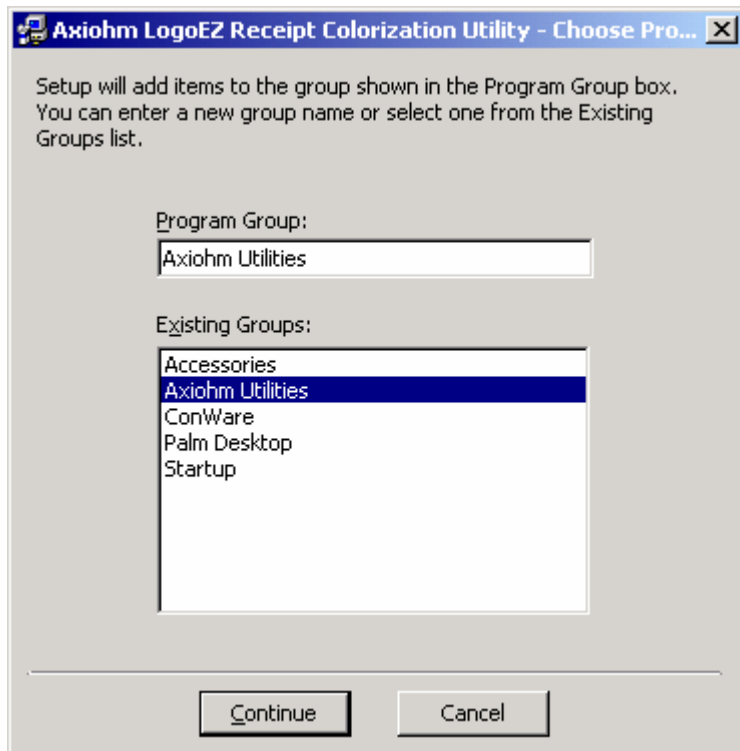 Axiohm LogoEZ Receipt Colorization Utility - Choose Pro...
Setup will add items to the group shown in the Program Group box.
You can enter a new group name or select one from the Existing
Groups list.
Program Group:
Axiohm Utilities
Existing Groups:
Accessories
Axiohm Utilities
ConWare
Palm Desktop
Startup
Continue
Cancel